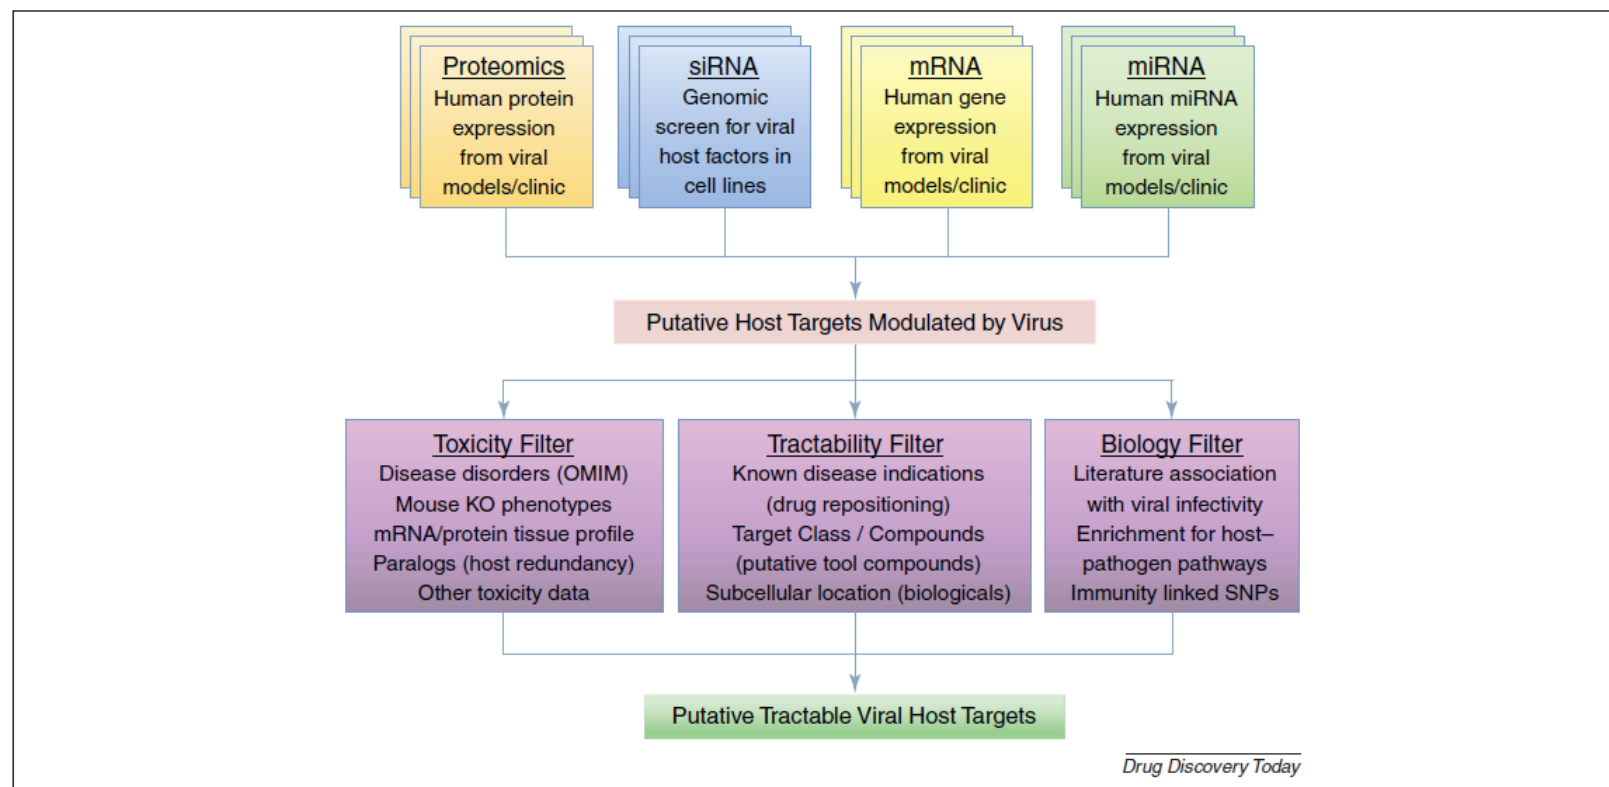 Proteomics
Human protein
expression
from viral
models/clinic
siRNA
Genomic
screen for viral
host factors in
cell lines
mRNA
Human gene
expression
from viral
models/clinic
miRNA
Human miRNA
expression
from viral
models/clinic
Putative Host Targets Modulated by Virus
Toxicity Filter
Disease disorders (OMIM)
Mouse KO phenotypes
mRNA/protein tissue profile
Paralogs (host redundancy)
Other toxicity data
Tractability Filter
Known disease indications
(drug repositioning)
Target Class / Compounds
(putative tool compounds)
Subcellular location (biologicals)
Biology Filter
Literature association
with viral infectivity
Enrichment for host–
pathogen pathways
Immunity linked SNPs
Putative Tractable Viral Host Targets
Drug Discovery Today